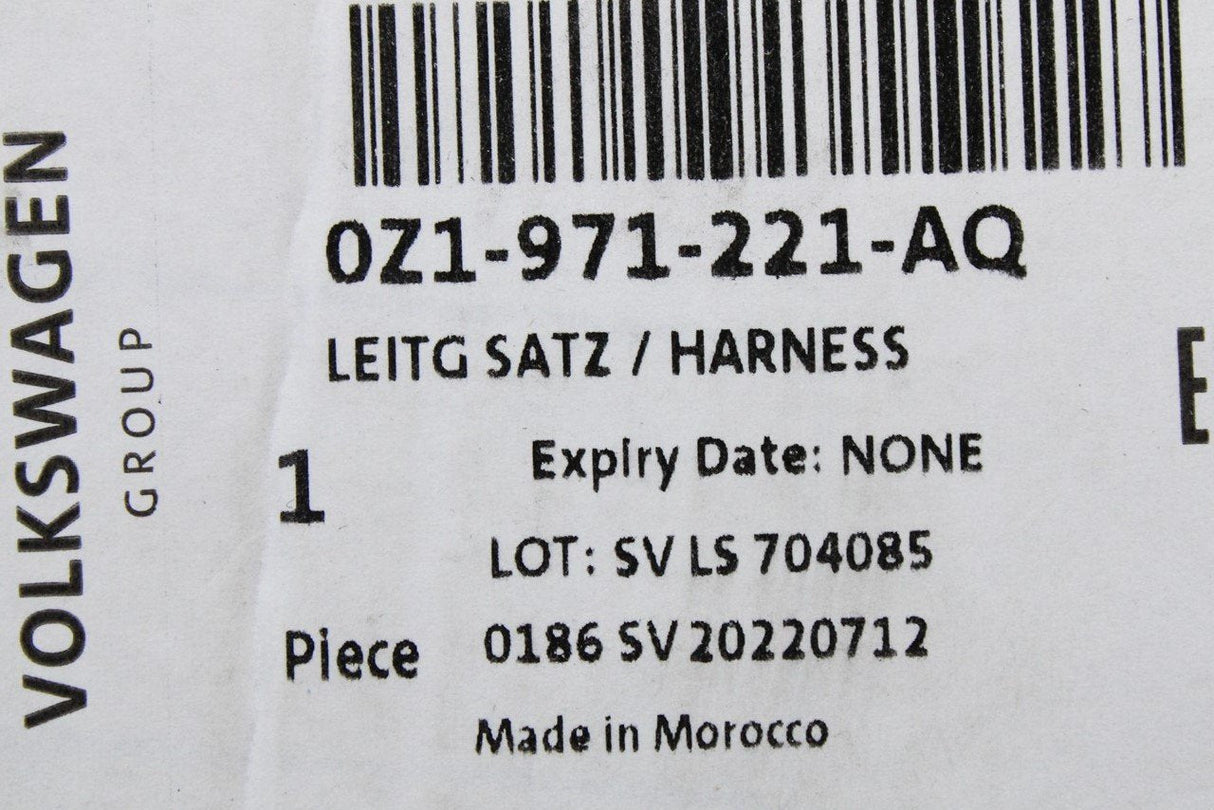 VOLKSWAGEN
GROUP
0Z1-971-221-AQ
LEITG SATZ / HARNESS
E
1
Expiry Date: NONE
LOT: SV LS 704085
Piece
0186 SV 20220712
Made in Morocco